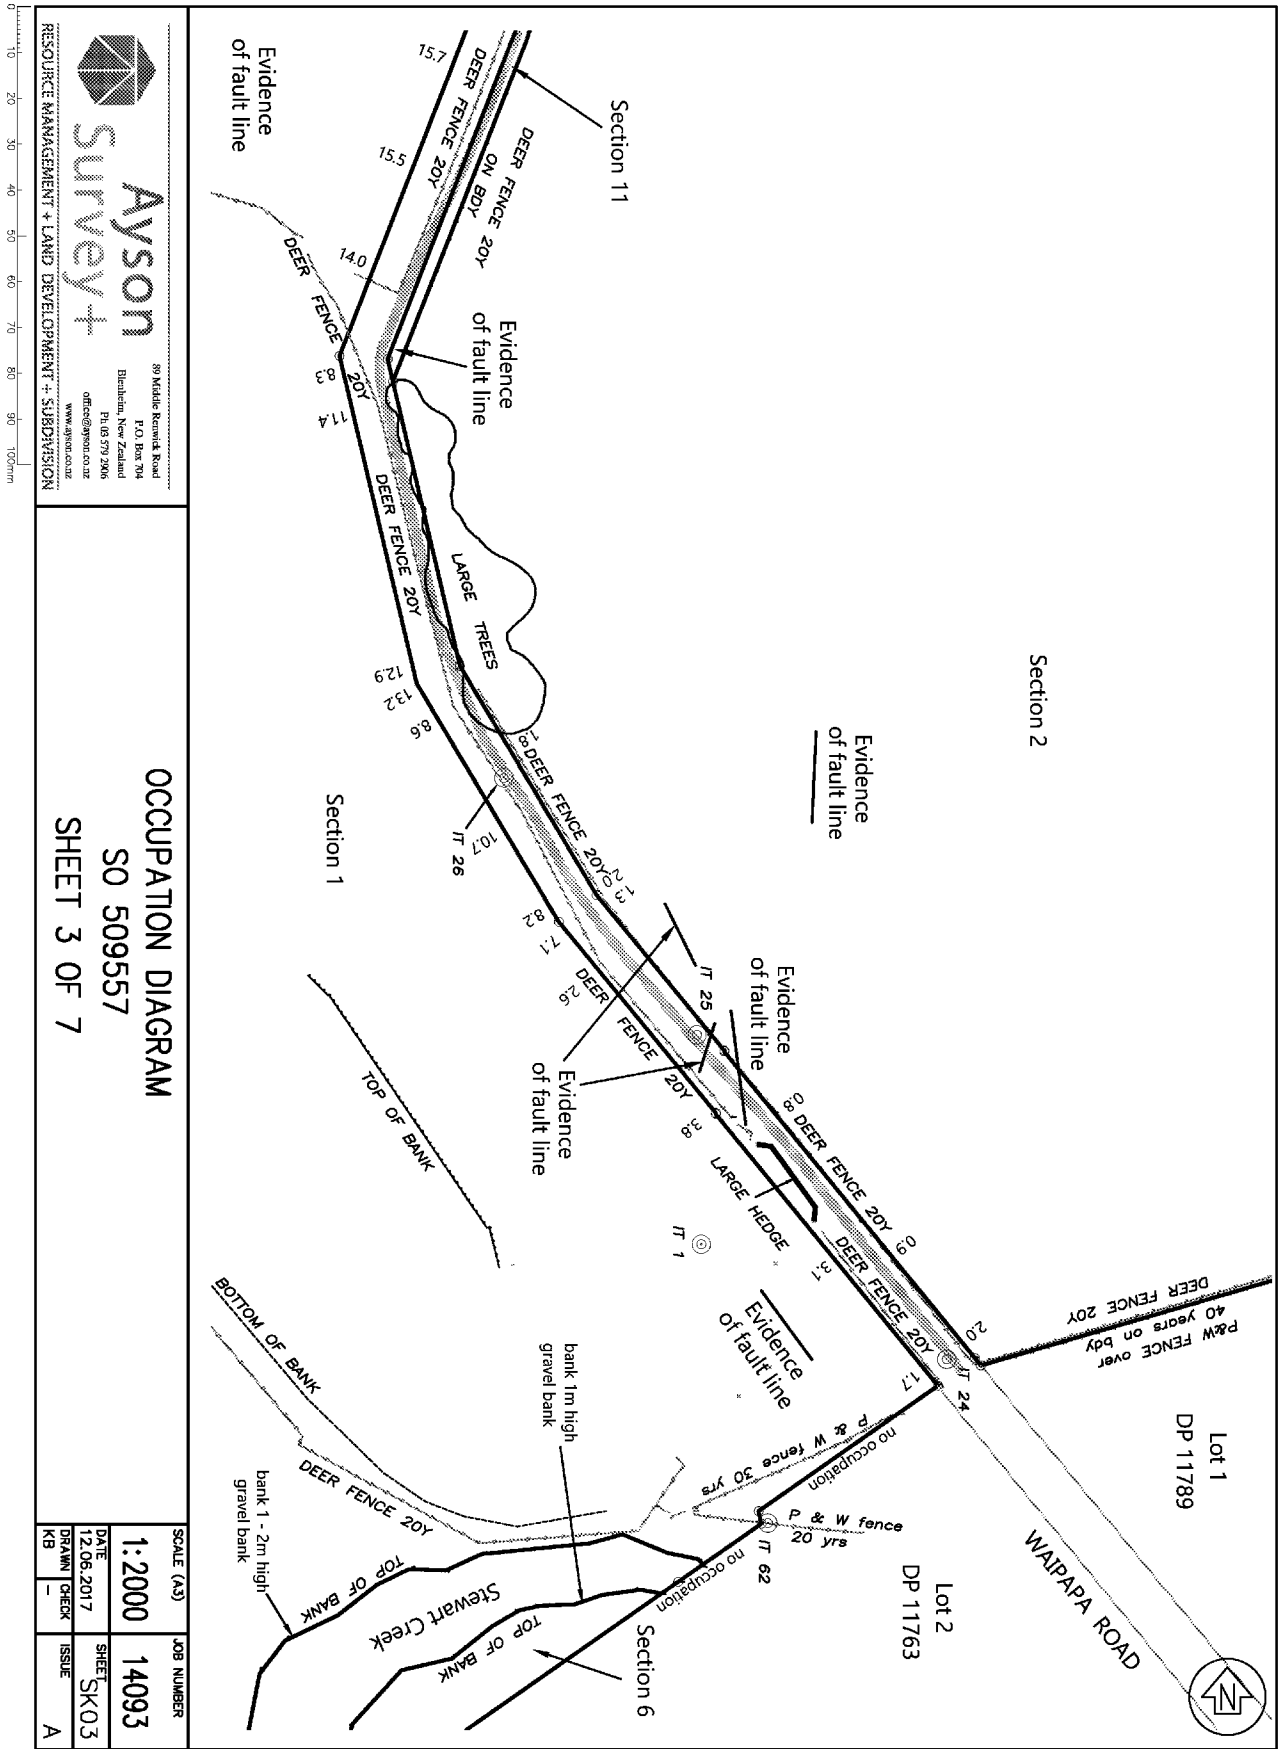 Section 11
Evidence
of fault line
15.7
DEER FENCE 20Y
DEER FENCE 20Y
ON BDY
15.5
14.0
DEER FENCE 20Y
8.3
11.4
Evidence
of fault line
DEER FENCE 20Y
LARGE TREES
12.9
13.2
8.6
1.8
DEER FENCE 20Y
IT 26
10.7
Section 2
Evidence
of fault line
Section 1
0.2
1.3
8.2
7.1
2.6
DEER FENCE 20Y
IT 25
Evidence
of fault line
Evidence
of fault line
3.8
0.8
DEER FENCE 20Y
0.9
LARGE HEDGE
TOP OF BANK
IT 1
3.1
DEER FENCE 20Y
2.0
1.7
IT 24
DEER FENCE 20Y
P&W FENCE over
40 years on bdy
Evidence
of fault line
Lot 1
DP 11789
WAIPAPA ROAD
Lot 2
DP 11763
no occupation
P & W fence 30 yrs
P & W fence
20 yrs
IT 62
no occupation
Section 6
BOTTOM OF BANK
DEER FENCE 20Y
bank 1m high
gravel bank
bank 1 - 2m high
gravel bank
TOP OF BANK
Stewart Creek
TOP OF BANK
N
Ayson
Survey+
89 Middle Renwick Road
P.O. Box 704
Blenheim, New Zealand
Ph 03 579 2906
office@ayson.co.nz
www.ayson.co.nz
RESOURCE MANAGEMENT + LAND DEVELOPMENT + SUBDIVISION
OCCUPATION DIAGRAM
SO 509557
SHEET 3 OF 7
SCALE (A3)
1:2000
JOB NUMBER
14093
DATE
12.06.2017
SHEET
SK03
DRAWN
KB
CHECK
–
ISSUE
A
0 10 20 30 40 50 60 70 80 90 100mm